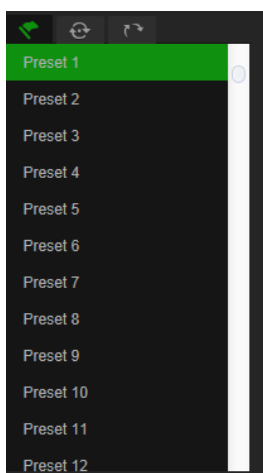 Preset 1
Preset 2
Preset 3
Preset 4
Preset 5
Preset 6
Preset 7
Preset 8
Preset 9
Preset 10
Preset 11
Preset 12